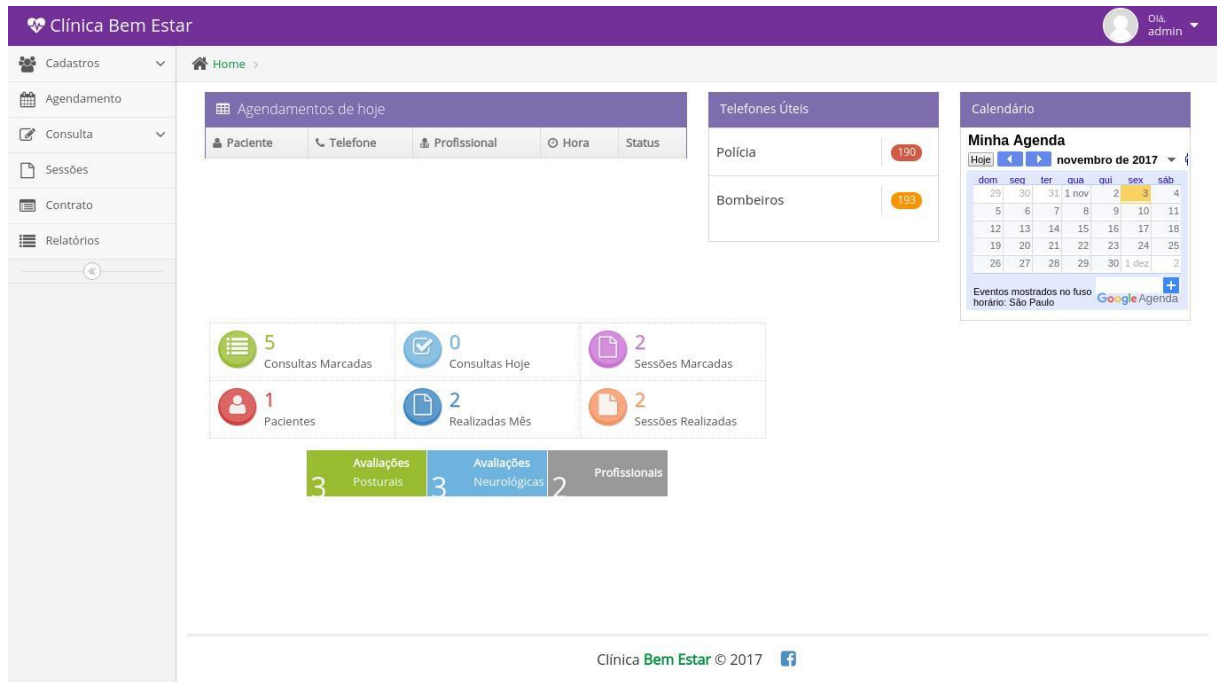 Clínica Bem Estar
Olá,
admin
Cadastros
Agendamento
Consulta
Sessões
Contrato
Relatórios
Home
Agendamentos de hoje
Paciente Telefone Profissional Hora Status
Telefones Úteis
Polícia 190
Bombeiros 193
Calendário
Minha Agenda
Hoje novembro de 2017
dom seg ter qua qui sex sáb
29 30 31 1 nov 2 3 4
5 6 7 8 9 10 11
12 13 14 15 16 17 18
19 20 21 22 23 24 25
26 27 28 29 30 1 dez 2
Eventos mostrados no fuso
horário: São Paulo
Google Agenda
5
Consultas Marcadas
0
Consultas Hoje
2
Sessões Marcadas
1
Pacientes
2
Realizadas Mês
2
Sessões Realizadas
3
Avaliações
Posturais
3
Avaliações
Neurológicas
2
Profissionais
Clínica Bem Estar © 2017